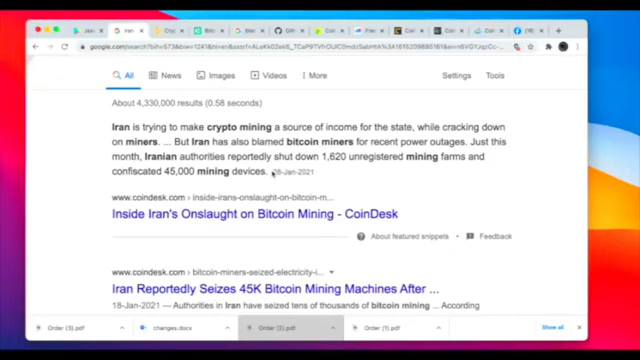 Iran
google.com/search?
All
News
Images
Videos
More
Settings
Tools
About 4,330,000 results (0.58 seconds)
Iran is trying to make crypto mining a source of income for the state, while cracking down
on miners. ... But Iran has also blamed bitcoin miners for recent power outages. Just this
month, Iranian authorities reportedly shut down 1,620 unregistered mining farms and
confiscated 45,000 mining devices. -Jan-2021
www.coindesk.com › inside-irans-onslaught-on-bitcoin-m...
Inside Iran's Onslaught on Bitcoin Mining - CoinDesk
About featured snippets
Feedback
www.coindesk.com › bitcoin-miners-seized-electricity-i...
Iran Reportedly Seizes 45K Bitcoin Mining Machines After ...
18-Jan-2021 — Authorities in Iran have seized tens of thousands of bitcoin mining ... According
Order (3).pdf
changes.docx
Order (2).pdf
Order (1).pdf
Show all